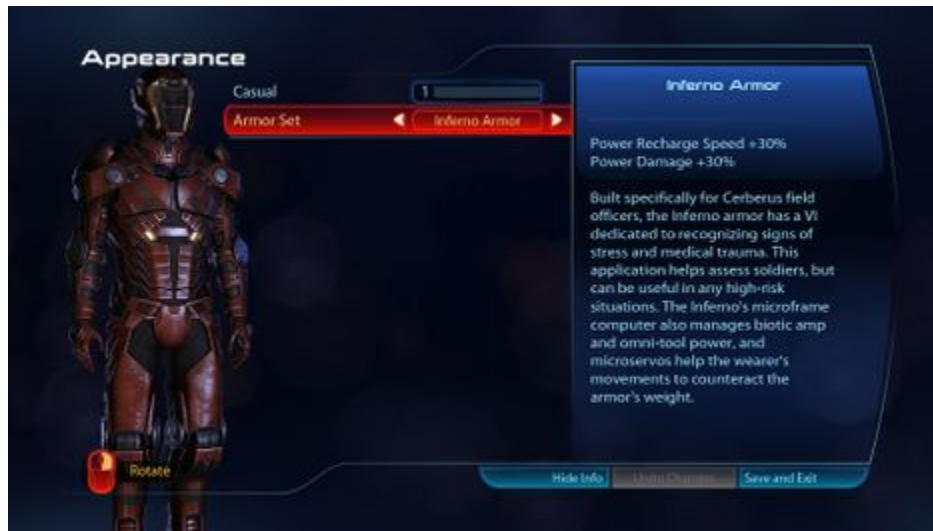 Appearance
Casual
1
Armor Set
Inferno Armor
Inferno Armor
Power Recharge Speed +30%
Power Damage +30%
Built specifically for Cerberus field
officers, the Inferno armor has a VI
dedicated to recognizing signs of
stress and medical trauma. This
application helps assess soldiers, but
can be useful in any high-risk
situations. The Inferno's microframe
computer also manages biotic amp
and omni-tool power, and
microservos help the wearer's
movements to counteract the
armor's weight.
Rotate
Hide Info
Undo Changes
Save and Exit